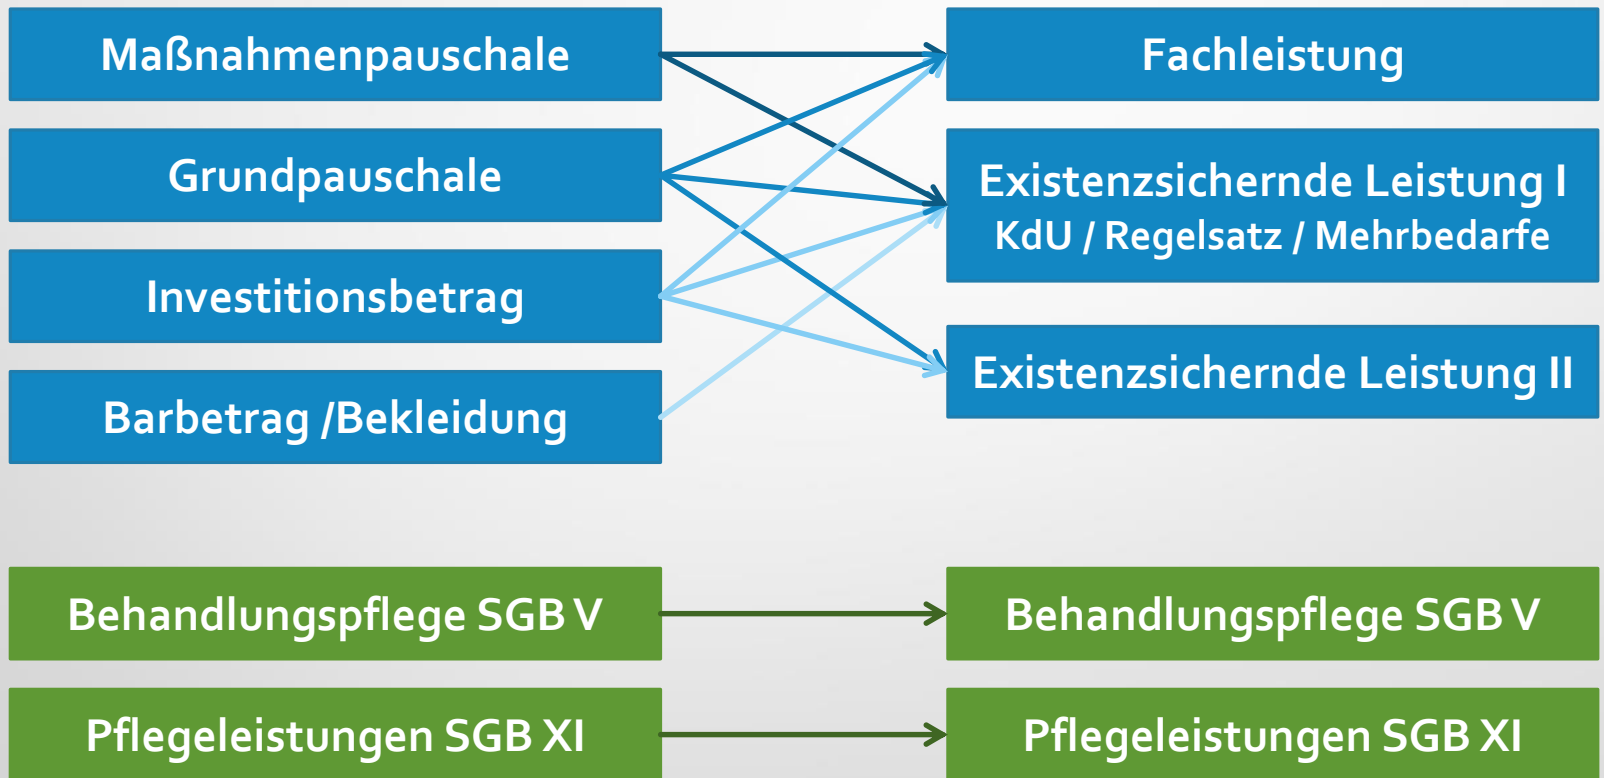 Maßnahmenpauschale
Fachleistung
Grundpauschale
Existenzsichernde Leistung I
KdU / Regelsatz / Mehrbedarfe
Investitionsbetrag
Existenzsichernde Leistung II
Barbetrag /Bekleidung
Behandlungspflege SGB V
Behandlungspflege SGB V
Pflegeleistungen SGB XI
Pflegeleistungen SGB XI